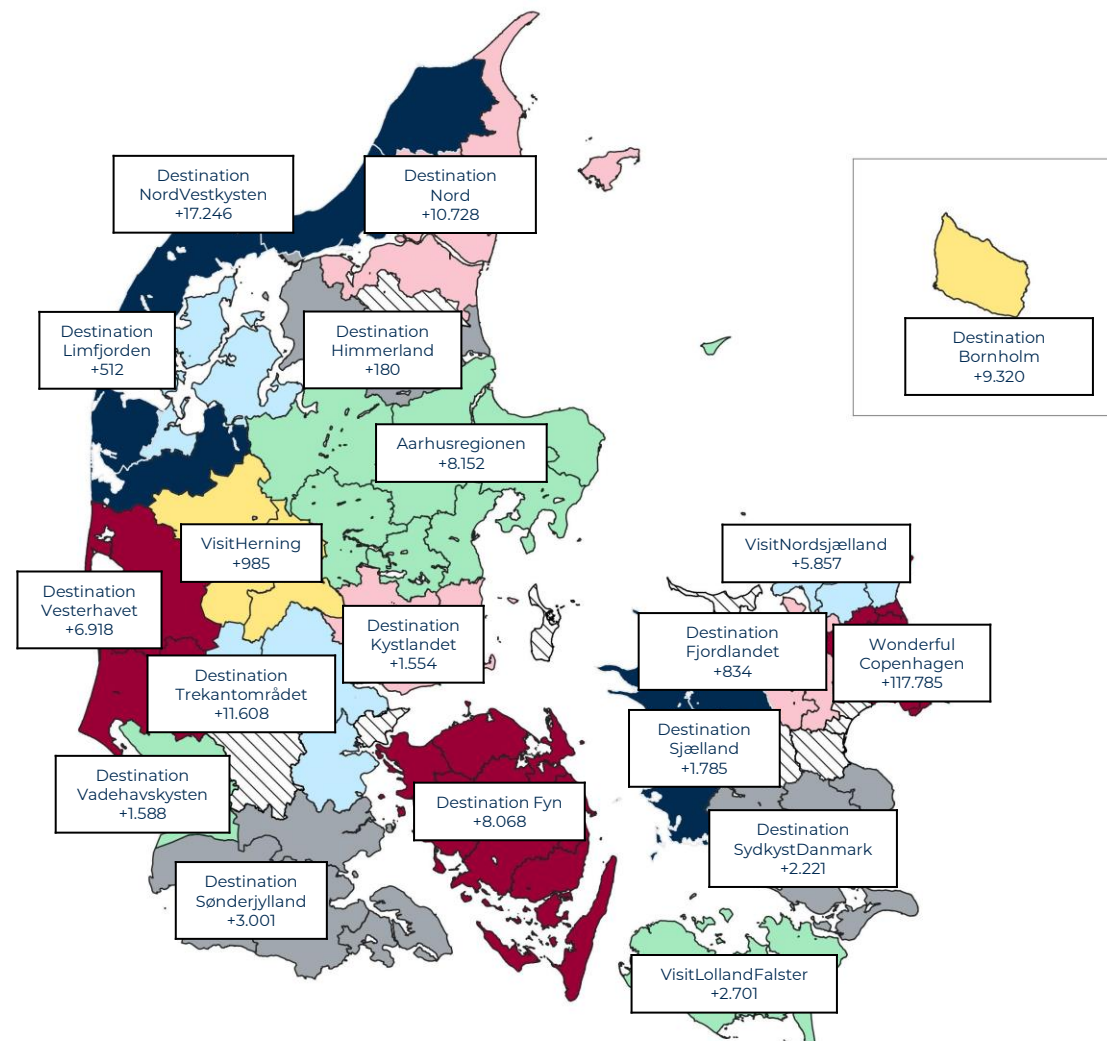 Destination
NordVestkysten
+17.246
Destination
Nord
+10.728
Destination
Limfjorden
+512
Destination
Himmerland
+180
Destination
Bornholm
+9.320
Aarhusregionen
+8.152
VisitHerning
+985
VisitNordsjælland
+5.857
Destination
Vesterhavet
+6.918
Destination
Kystlandet
+1.554
Destination
Fjordlandet
+834
Wonderful
Copenhagen
+117.785
Destination
Trekantområdet
+11.608
Destination
Sjælland
+1.785
Destination
Vadehavskysten
+1.588
Destination Fyn
+8.068
Destination
SydkystDanmark
+2.221
Destination
Sønderjylland
+3.001
VisitLollandFalster
+2.701